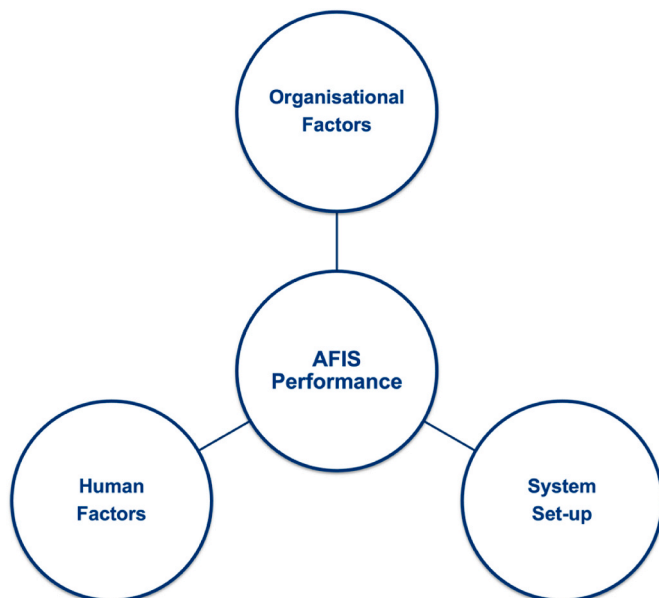 Organisational
Factors
AFIS
Performance
Human
Factors
System
Set-up